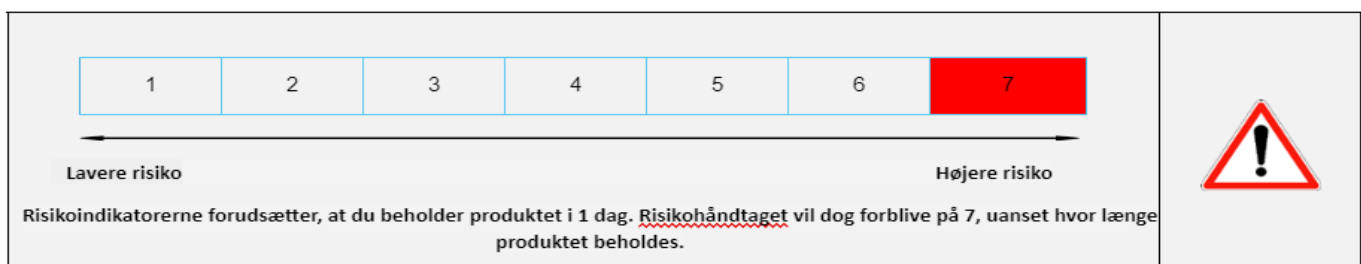 1 2 3 4 5 6 7
Lavere risiko Højere risiko
Risikoindikatorerne forudsætter, at du beholder produktet i 1 dag. Risikohåndtaget vil dog forblive på 7, uanset hvor længe
produktet beholdes.